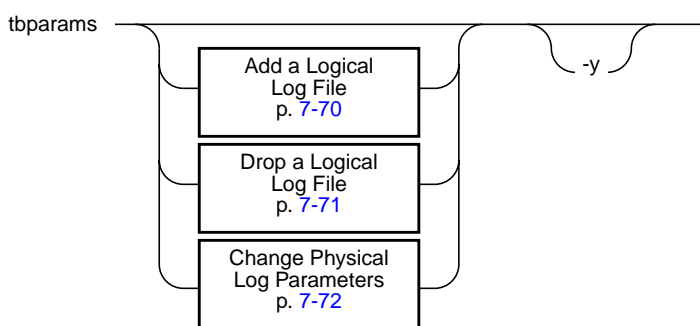 tbparams
Add a Logical
Log File
p. 7-70
-y
Drop a Logical
Log File
p. 7-71
Change Physical
Log Parameters
p. 7-72